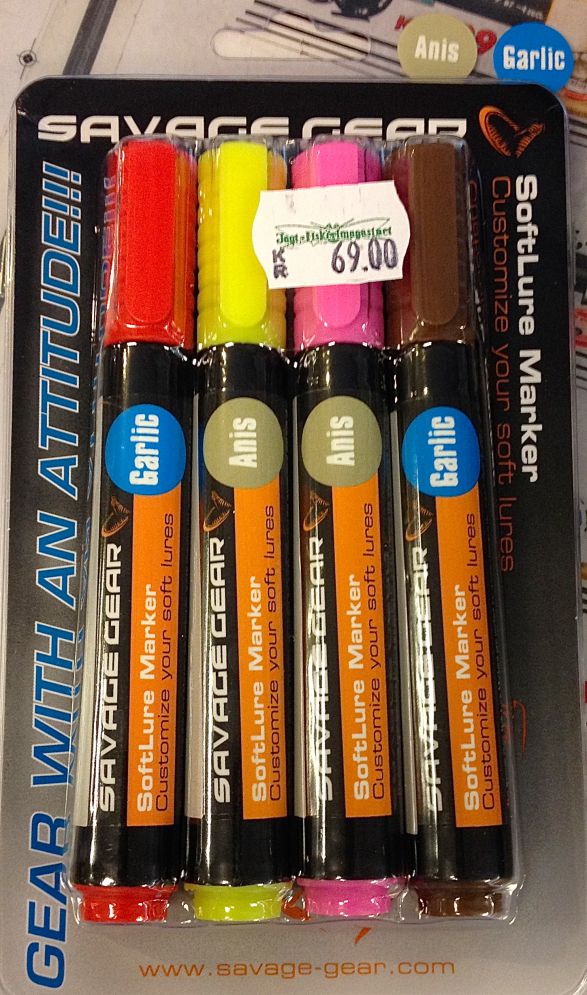 Anis
Garlic
SAVAGE GEAR
GEAR WITH AN ATTITUDE!!!
SoftLure Marker
Customize your soft lures
Jagt-FiskeriMagasinet
KR 69.00
Garlic
SAVAGE GEAR
SoftLure Marker
Customize your soft lures
Anis
SAVAGE GEAR
SoftLure Marker
Customize your soft lures
Anis
SAVAGE GEAR
SoftLure Marker
Customize your soft lures
Garlic
SAVAGE GEAR
SoftLure Marker
Customize your soft lures
www.savage-gear.com